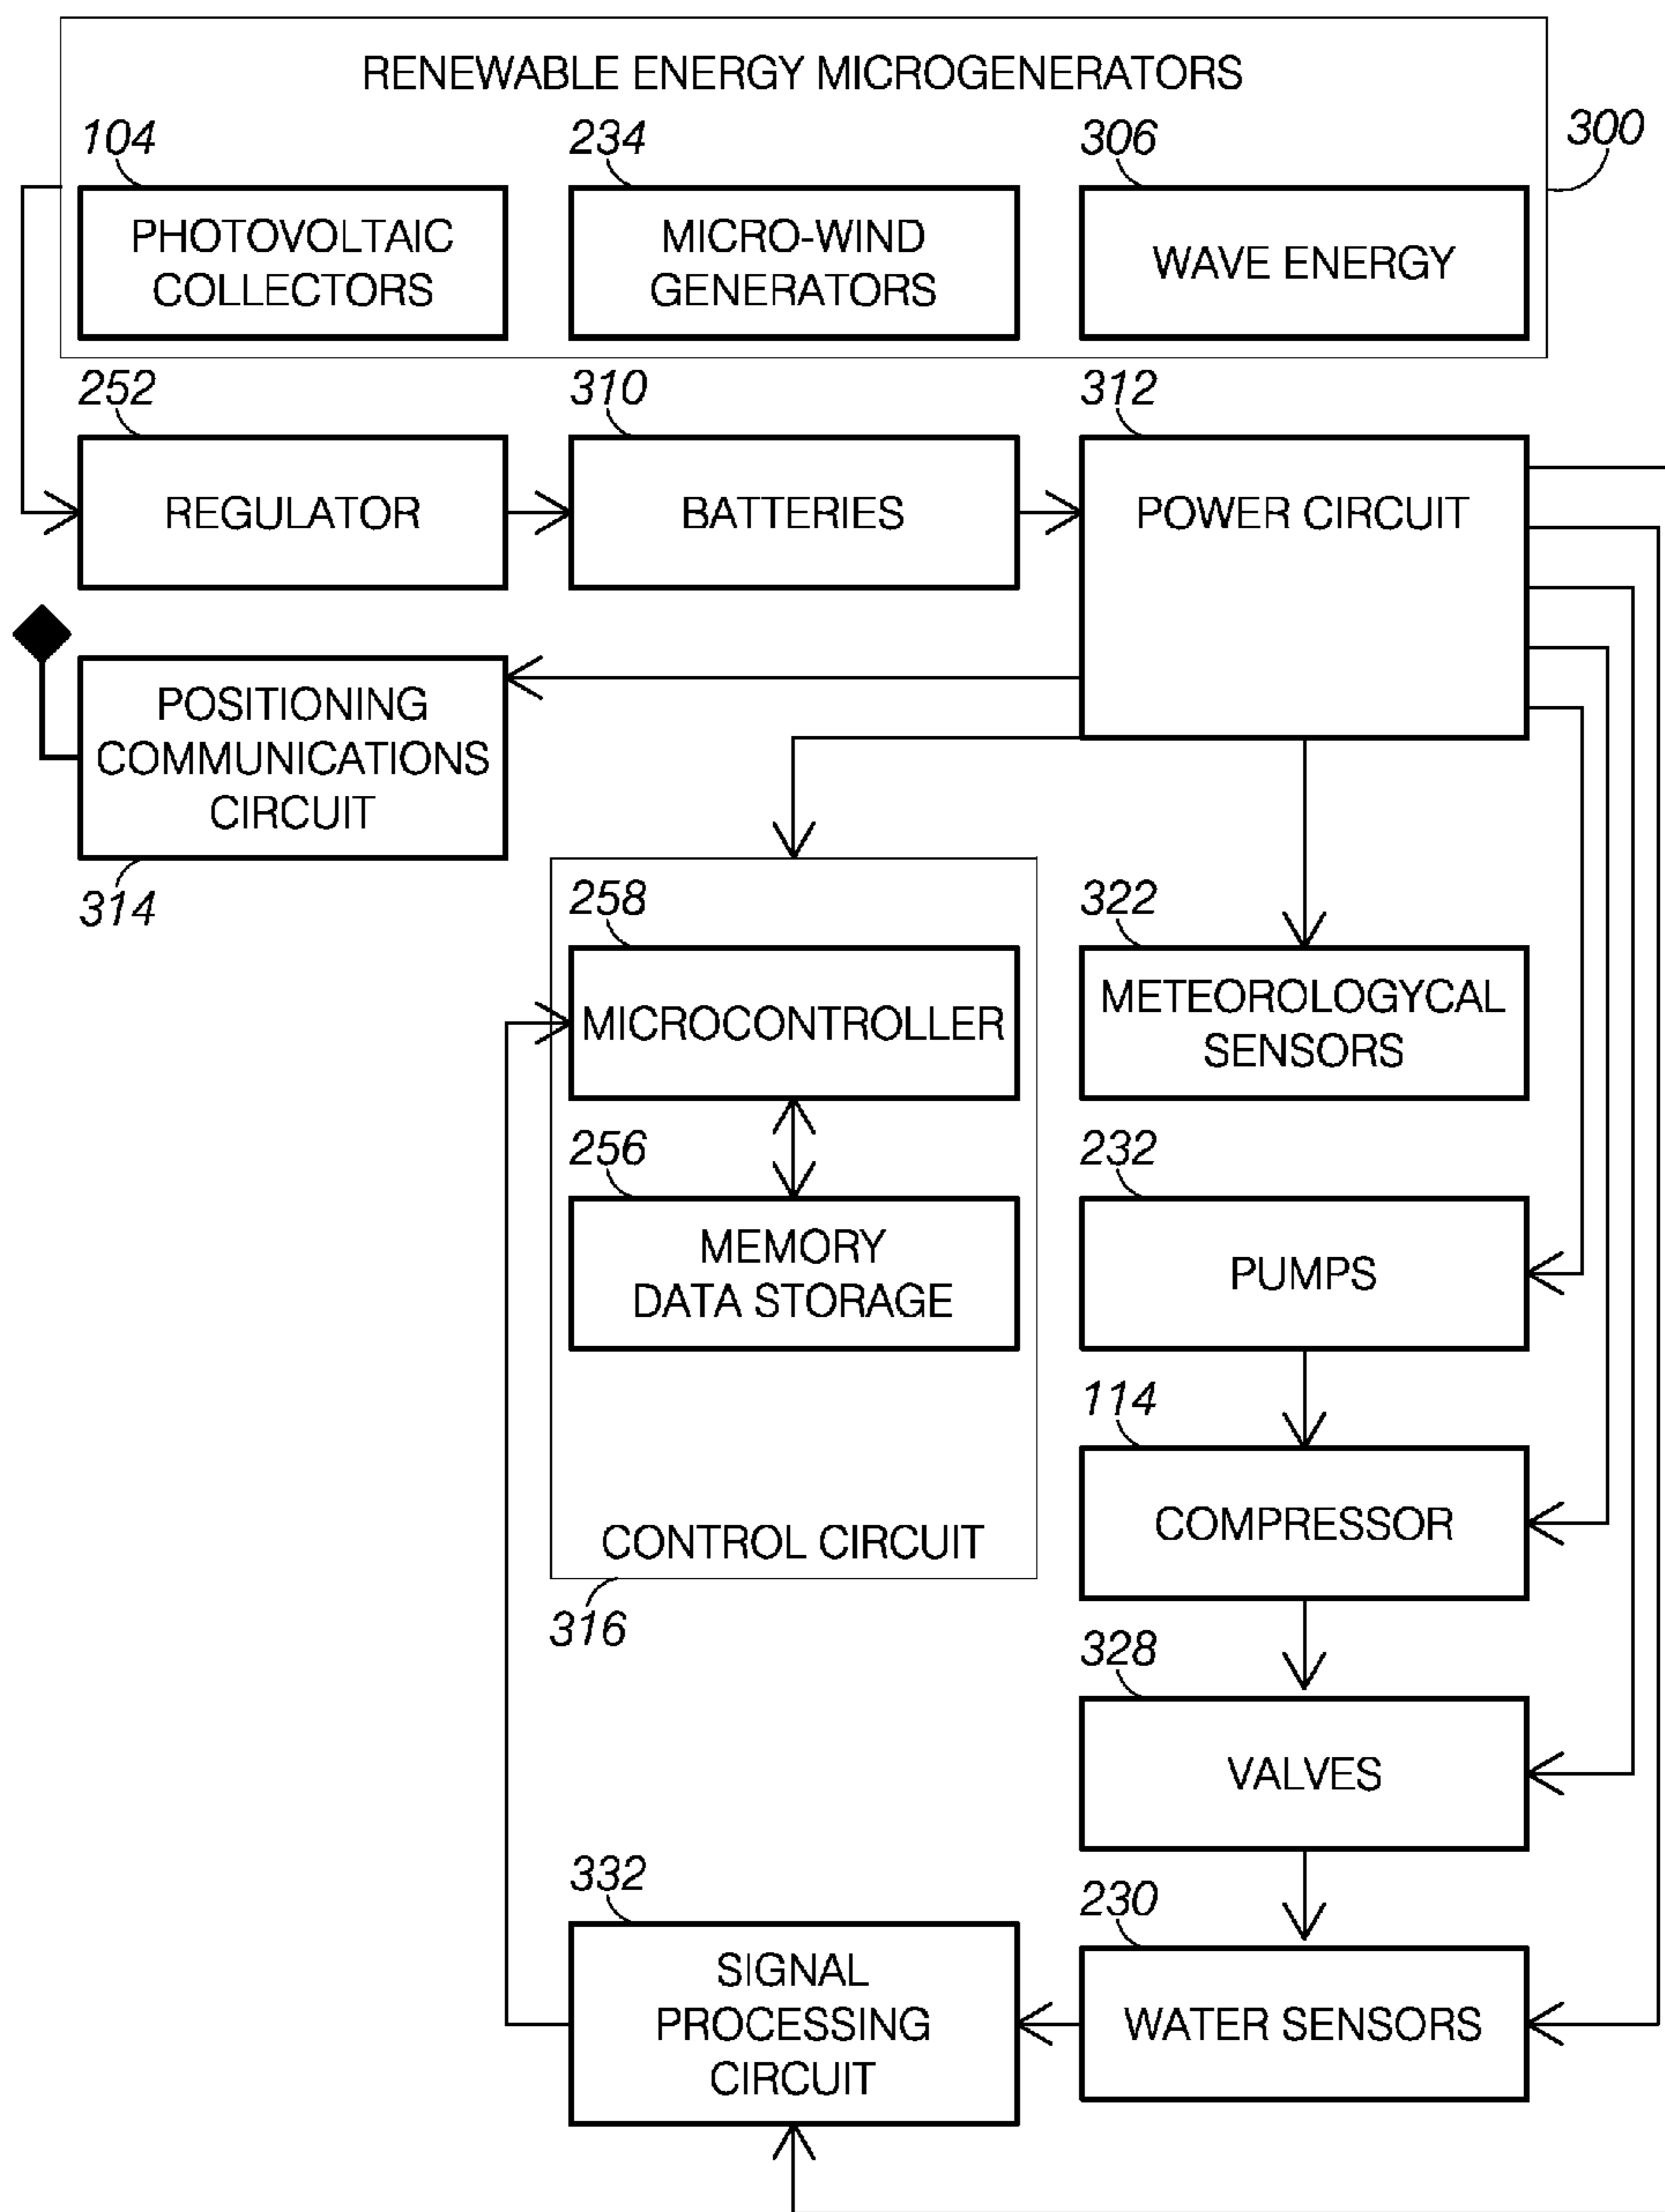 RENEWABLE ENERGY MICROGENERATORS
104
234
306
300
PHOTOVOLTAIC
COLLECTORS
MICRO-WIND
GENERATORS
WAVE ENERGY
252
310
312
REGULATOR
BATTERIES
POWER CIRCUIT
POSITIONING
COMMUNICATIONS
CIRCUIT
314
258
322
MICROCONTROLLER
METEOROLOGYCAL
SENSORS
256
232
MEMORY
DATA STORAGE
PUMPS
114
COMPRESSOR
CONTROL CIRCUIT
316
328
VALVES
332
230
SIGNAL
PROCESSING
CIRCUIT
WATER SENSORS